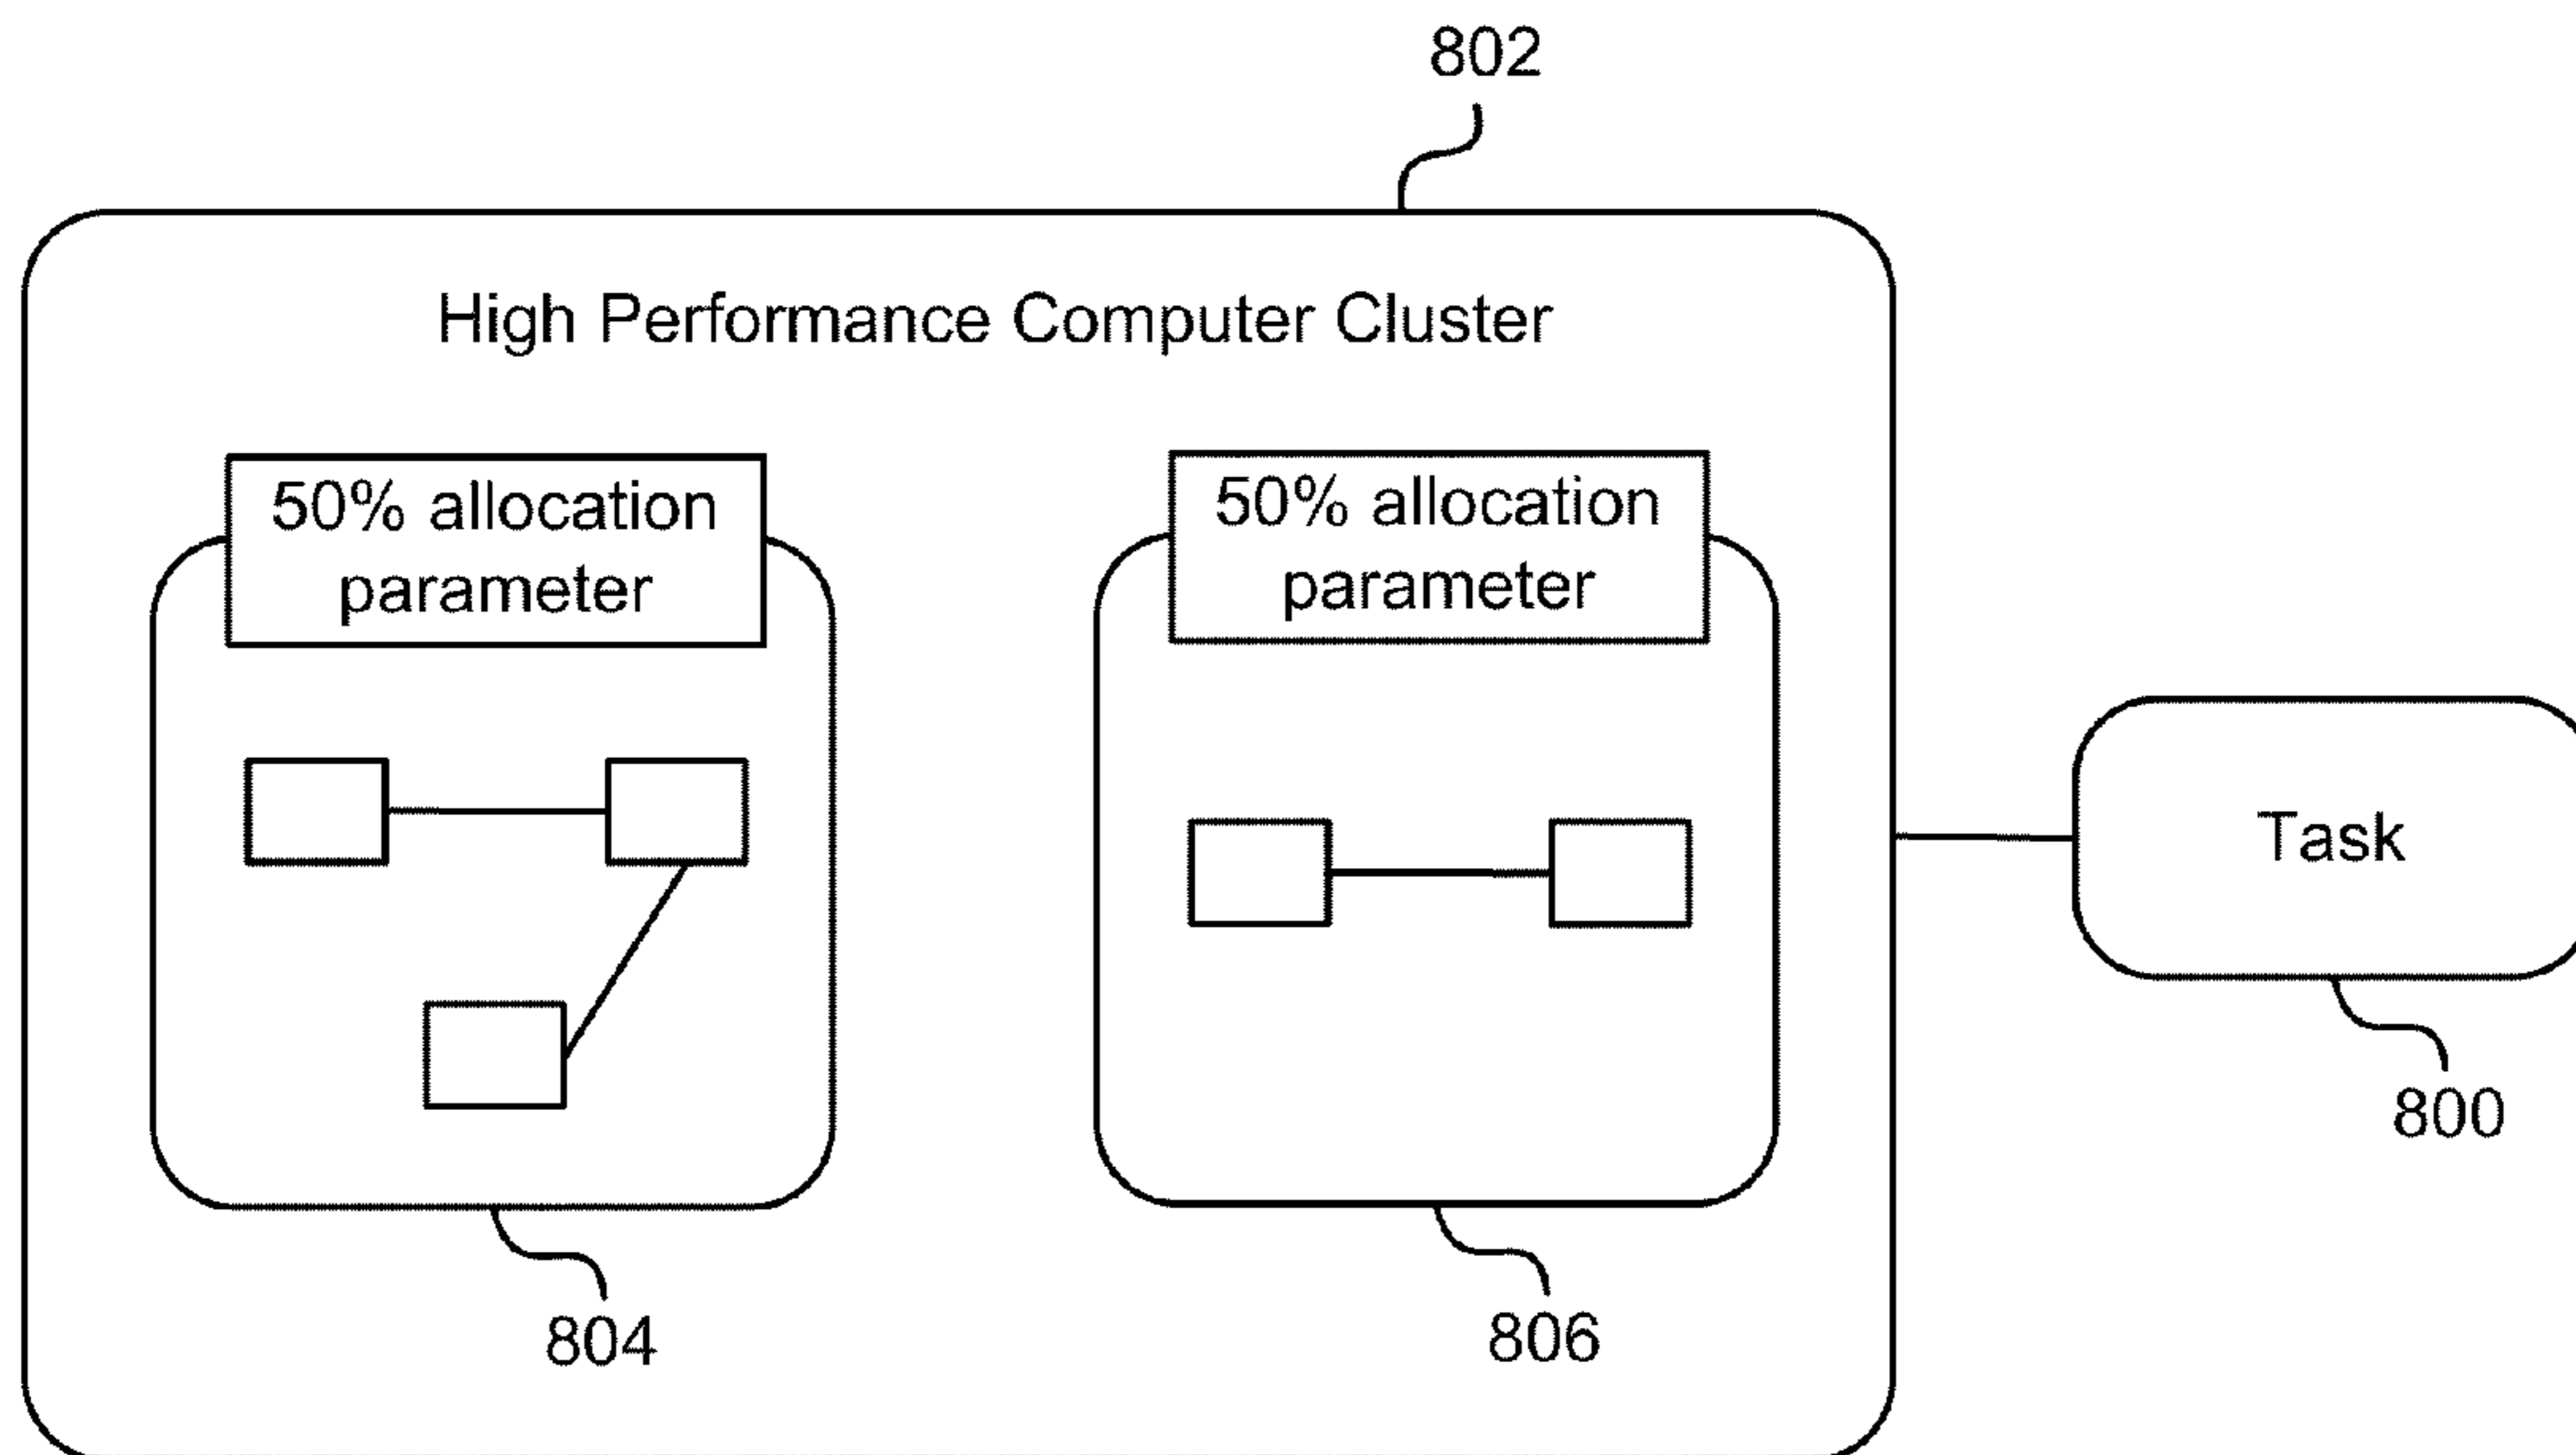 802
High Performance Computer Cluster
50% allocation
parameter
50% allocation
parameter
Task
800
804
806